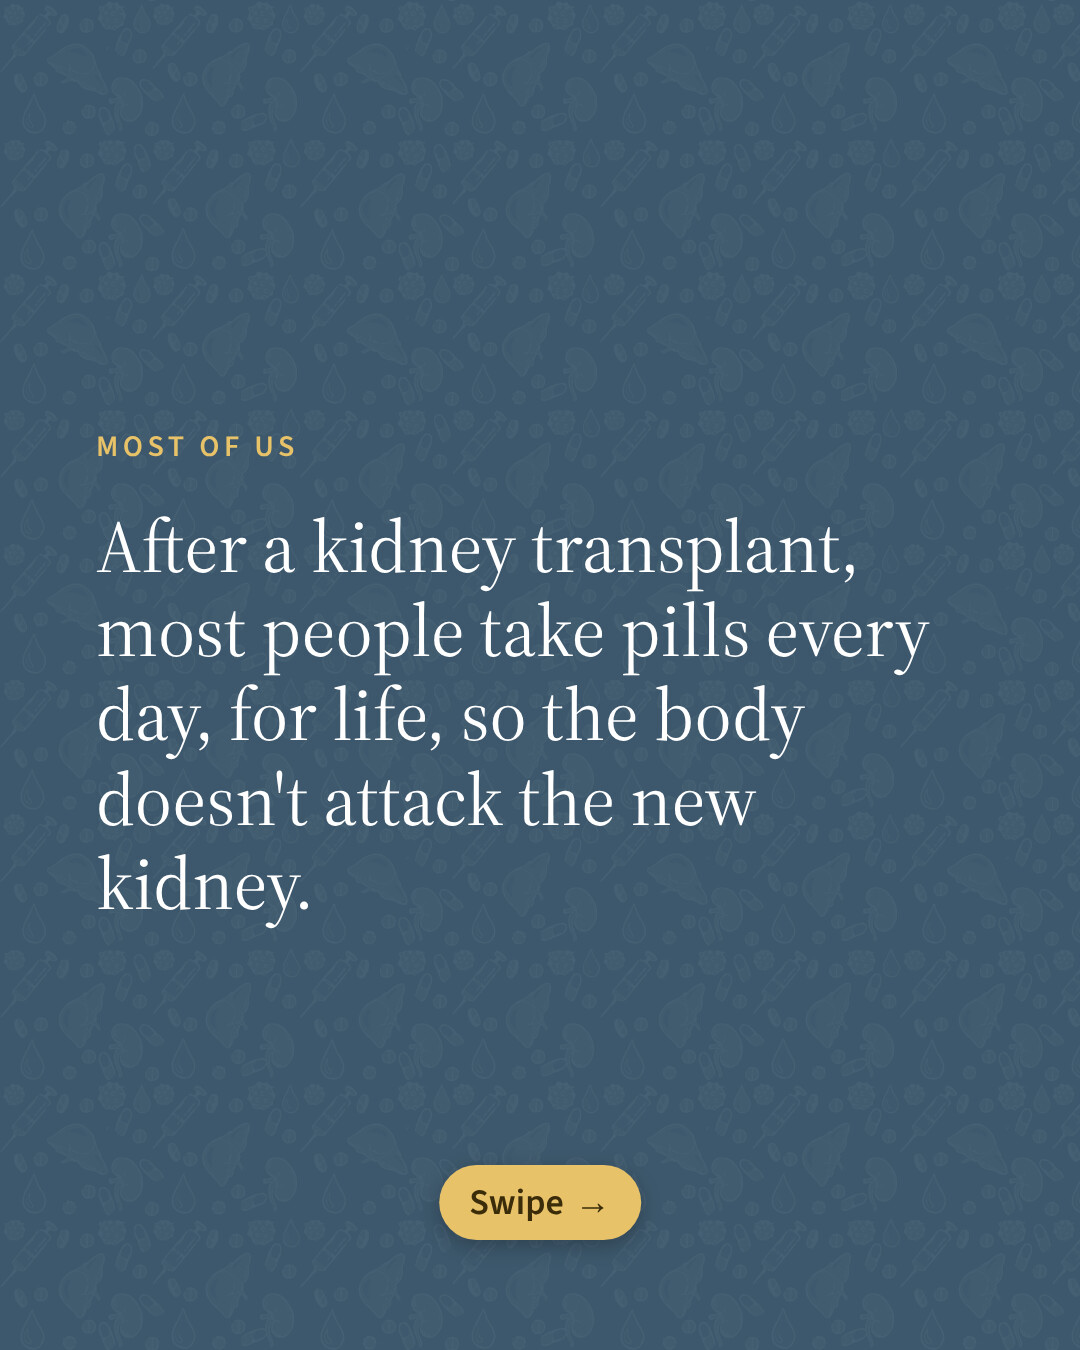 MOST OF US
After a kidney transplant,
most people take pills every
day, for life, so the body
doesn't attack the new
kidney.
Swipe →